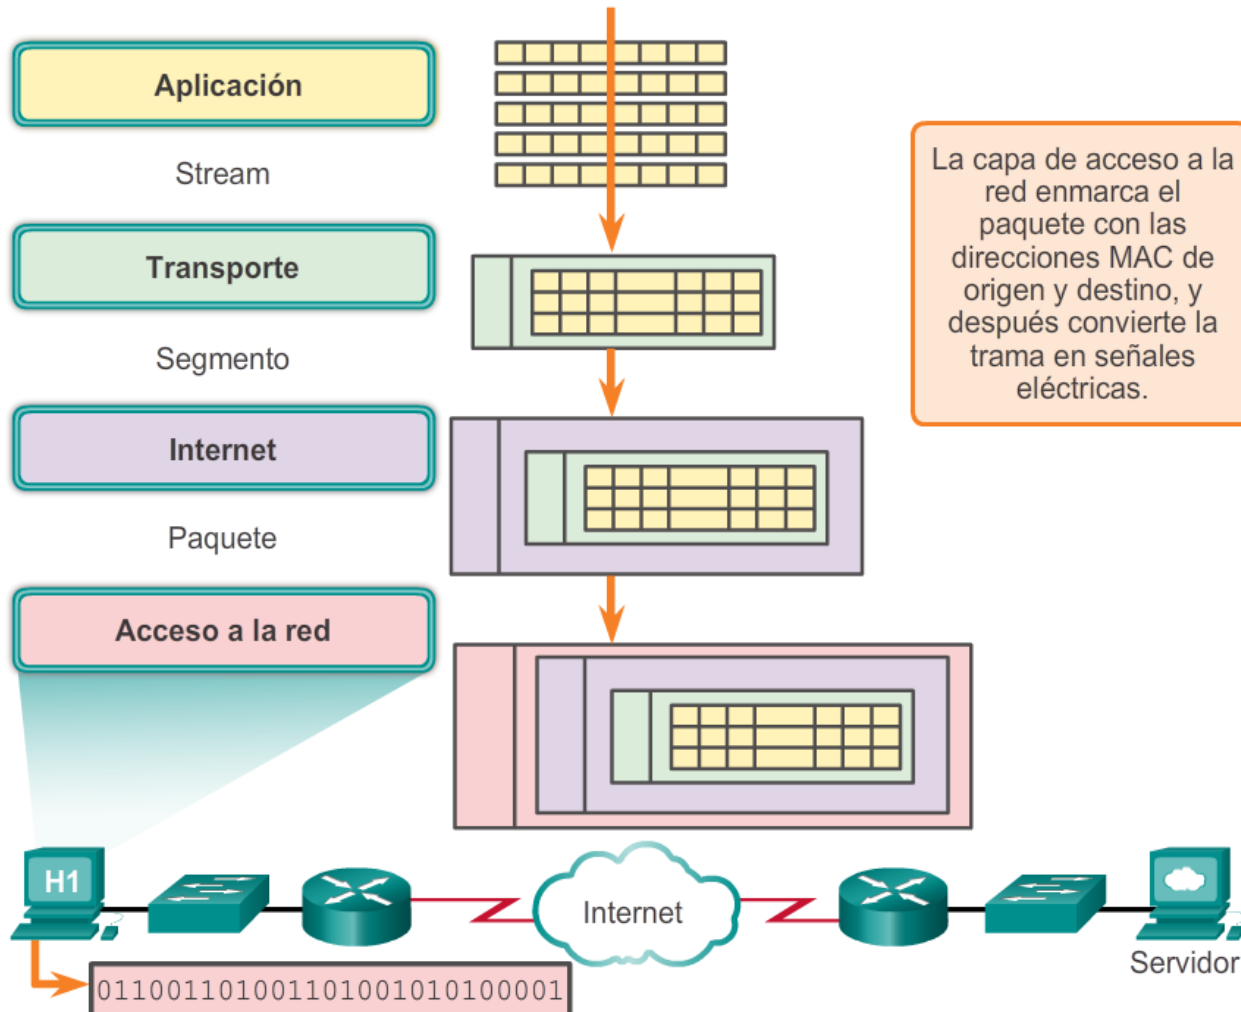 Aplicación
Stream
Transporte
Segmento
Internet
Paquete
Acceso a la red
La capa de acceso a la
red enmarca el
paquete con las
direcciones MAC de
origen y destino, y
después convierte la
trama en señales
eléctricas.
H1
Internet
Servidor
011001101001101001010100001